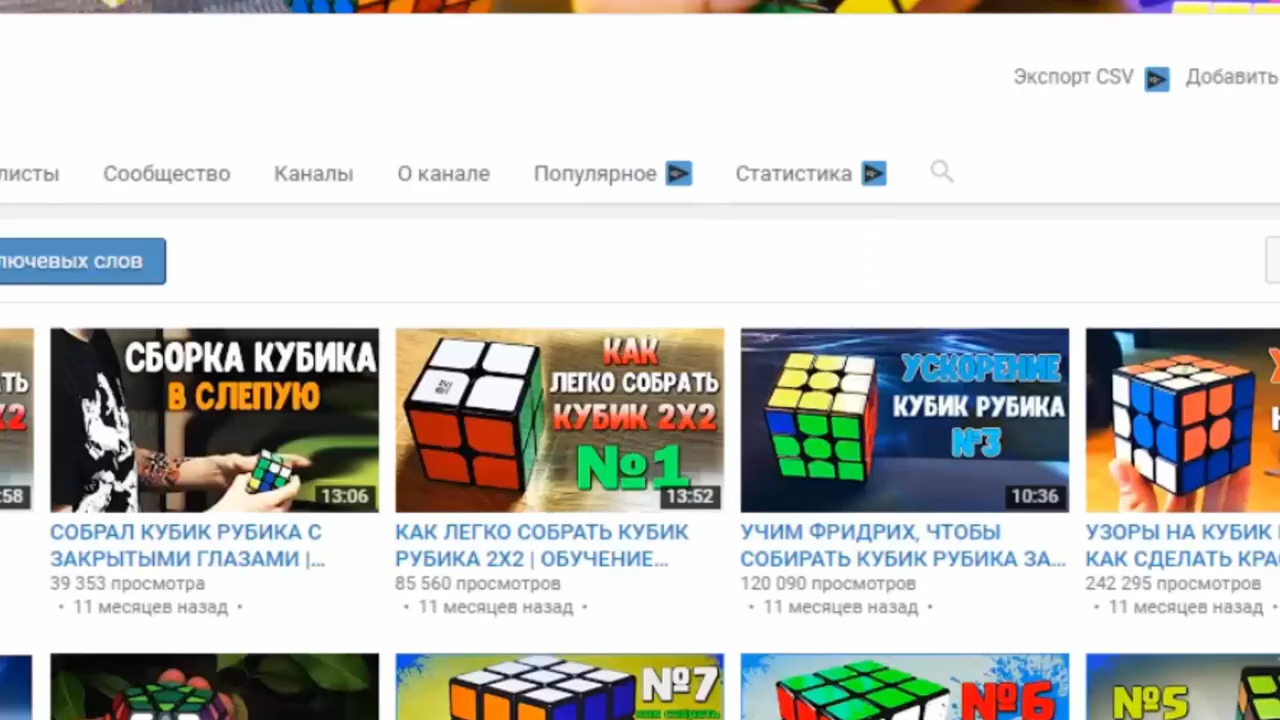 Экспорт CSV Добавить
листы Сообщество Каналы О канале Популярное Статистика
лючевых слов
ТЬ
Х2
:58
СБОРКА КУБИКА
В СЛЕПУЮ
13:06
КАК
ЛЕГКО СОБРАТЬ
КУБИК 2Х2
№1
13:52
УСКОРЕНИЕ
КУБИК РУБИКА
№3
10:36
СОБРАЛ КУБИК РУБИКА С
ЗАКРЫТЫМИ ГЛАЗАМИ |...
39 353 просмотра
• 11 месяцев назад •
КАК ЛЕГКО СОБРАТЬ КУБИК
РУБИКА 2Х2 | ОБУЧЕНИЕ...
85 560 просмотров
• 11 месяцев назад •
УЧИМ ФРИДРИХ, ЧТОБЫ
СОБИРАТЬ КУБИК РУБИКА ЗА...
120 090 просмотров
• 11 месяцев назад •
УЗОРЫ НА КУБИК
КАК СДЕЛАТЬ КРА
242 295 просмотров
• 11 месяцев назад •
№7
как собрать
№6
№5